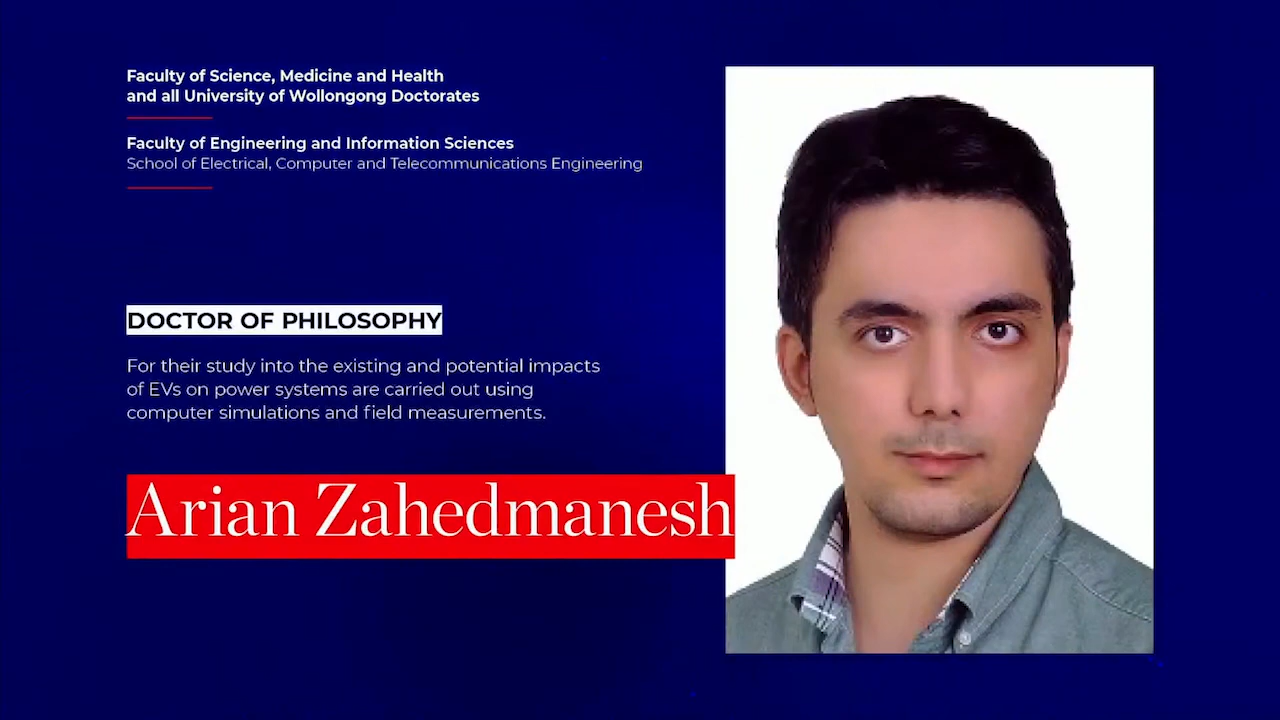 Faculty of Science, Medicine and Health
and all University of Wollongong Doctorates
Faculty of Engineering and Information Sciences
School of Electrical, Computer and Telecommunications Engineering
DOCTOR OF PHILOSOPHY
For their study into the existing and potential impacts
of EVs on power systems are carried out using
computer simulations and field measurements.
Arian Zahedmanesh